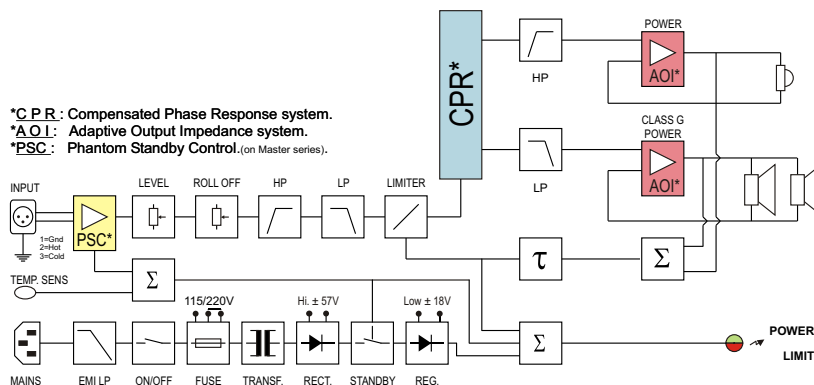 POWER
HP
AOI*
CPR*
*C P R : Compensated Phase Response system.
*A O I : Adaptive Output Impedance system.
*PSC : Phantom Standby Control.(on Master series).
CLASS G
POWER
LP
AOI*
INPUT
LEVEL
ROLL OFF
HP
LP
LIMITER
PSC*
1=Gnd
2=Hot
3=Cold
TEMP. SENS
Σ
τ
Σ
115/220V
Hi. ± 57V
Low ± 18V
Σ
POWER
LIMIT
MAINS
EMI LP
ON/OFF
FUSE
TRANSF.
RECT.
STANDBY
REG.